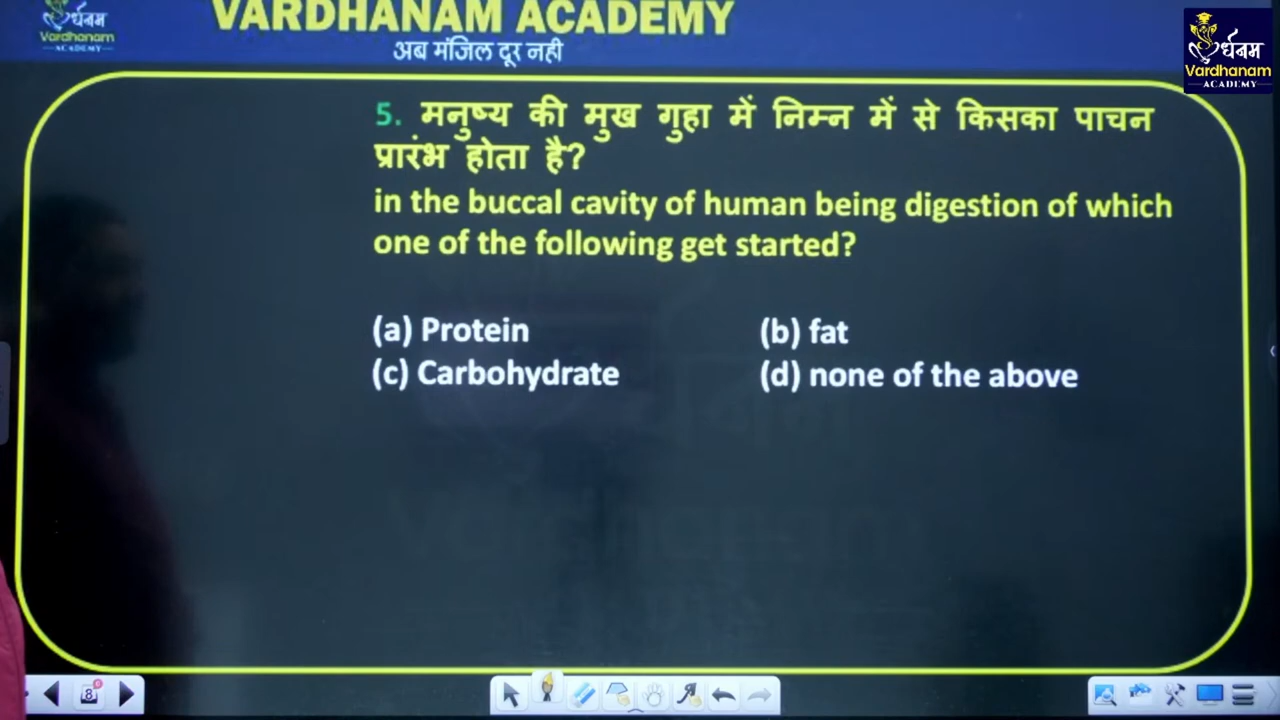 र्धनम
Vardhanam
ACADEMY
VARDHANAM ACADEMY
अब मंजिल दूर नही
र्धनम
Vardhanam
ACADEMY
5. मनुष्य की मुख गुहा में निम्न में से किसका पाचन
प्रारंभ होता है?
in the buccal cavity of human being digestion of which
one of the following get started?
(a) Protein
(b) fat
(c) Carbohydrate
(d) none of the above
8